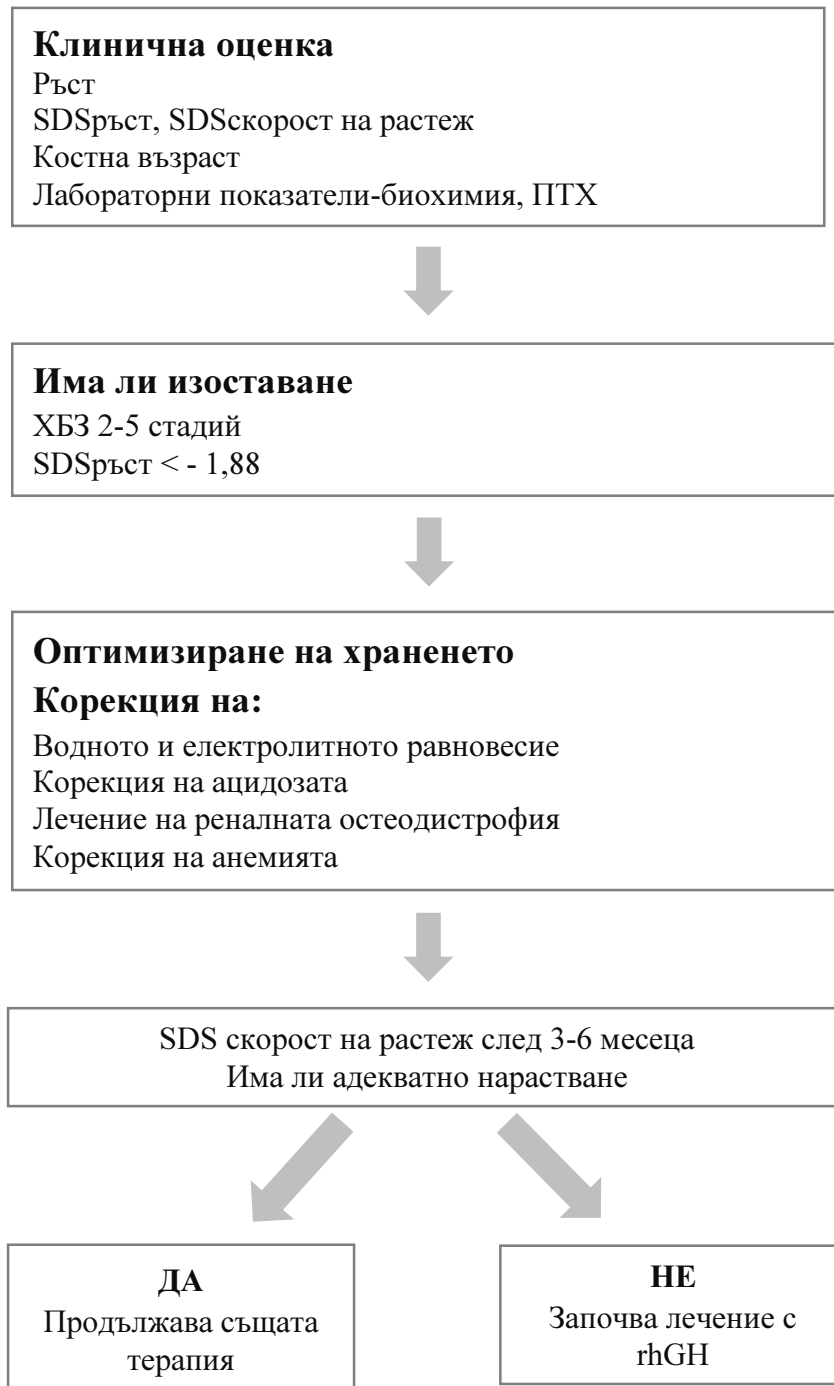 Клинична оценка
Ръст
SDSръст, SDSскорост на растеж
Костна възраст
Лабораторни показатели-биохимия, ПТХ
Има ли изоставане
ХБЗ 2-5 стадий
SDSръст < - 1,88
Оптимизиране на храненето
Корекция на:
Водното и електролитното равновесие
Корекция на ацидозата
Лечение на реалната остеодистрофия
Корекция на анемията
SDS скорост на растеж след 3-6 месеца
Има ли адекватно нарастване
ДА
Продължава същата
терапия
НЕ
Започва лечение с
rhGH